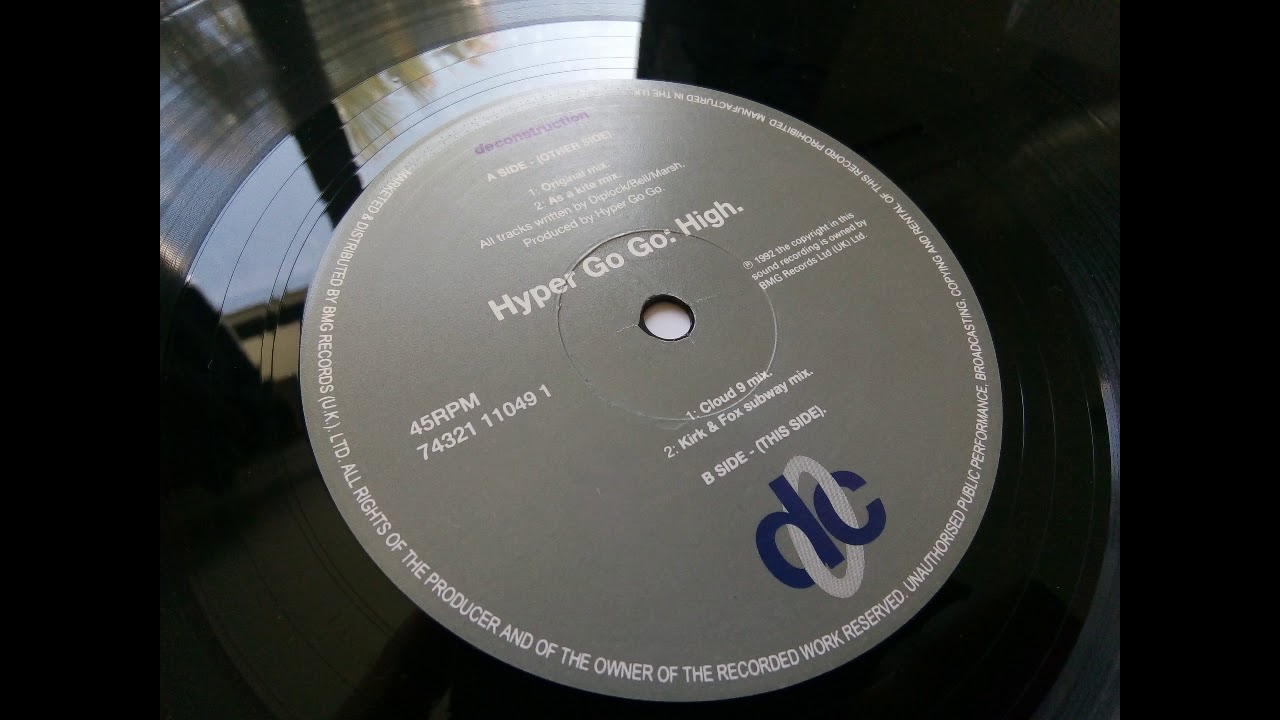 deconstruction
A SIDE - (OTHER SIDE).
1: Original mix.
2: As a kite mix.
All tracks written by Diplock/Bell/Marsh.
Produced by Hyper Go Go.
Hyper Go Go: High.
℗ 1992 the copyright in this
sound recording is owned by
BMG Records Ltd (UK) Ltd.
45RPM
74321 11049 1
1: Cloud 9 mix.
2: Kirk & Fox subway mix.
B SIDE - (THIS SIDE).
dc
MARKETED & DISTRIBUTED BY BMG RECORDS (U.K.), LTD. ALL RIGHTS OF THE PRODUCER AND OF THE OWNER OF THE RECORDED WORK RESERVED. UNAUTHORISED PUBLIC PERFORMANCE, BROADCASTING, COPYING AND RENTAL OF THIS RECORD PROHIBITED. MANUFACTURED IN THE U.K.